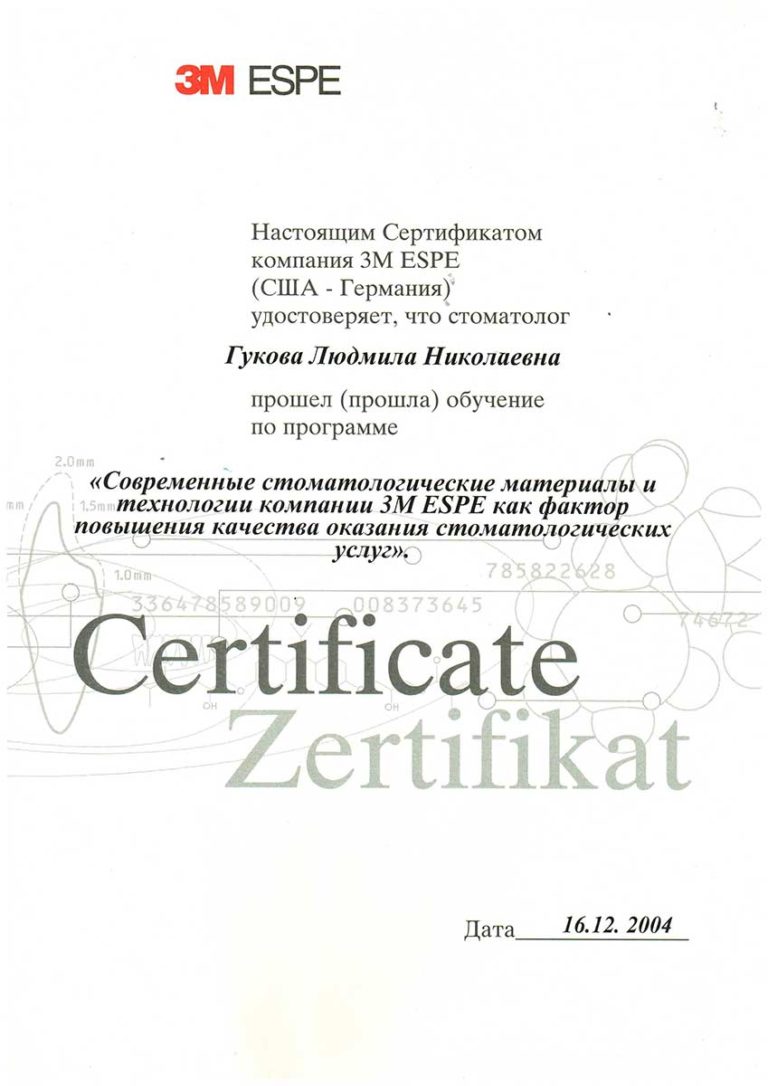 3M ESPE
Настоящим Сертификатом
компания 3M ESPE
(США - Германия)
удостоверяет, что стоматолог
Гукова Людмила Николаевна
прошел (прошла) обучение
по программе
2.0mm
«Современные стоматологические материалы и
mm
1.5mm
технологии компании 3M ESPE как фактор
повышения качества оказания стоматологических
услуг».
1.0mm
785822628
336478589009
008373645
74672
Certificate
OH
OH
Zertifikat
Дата 16.12. 2004